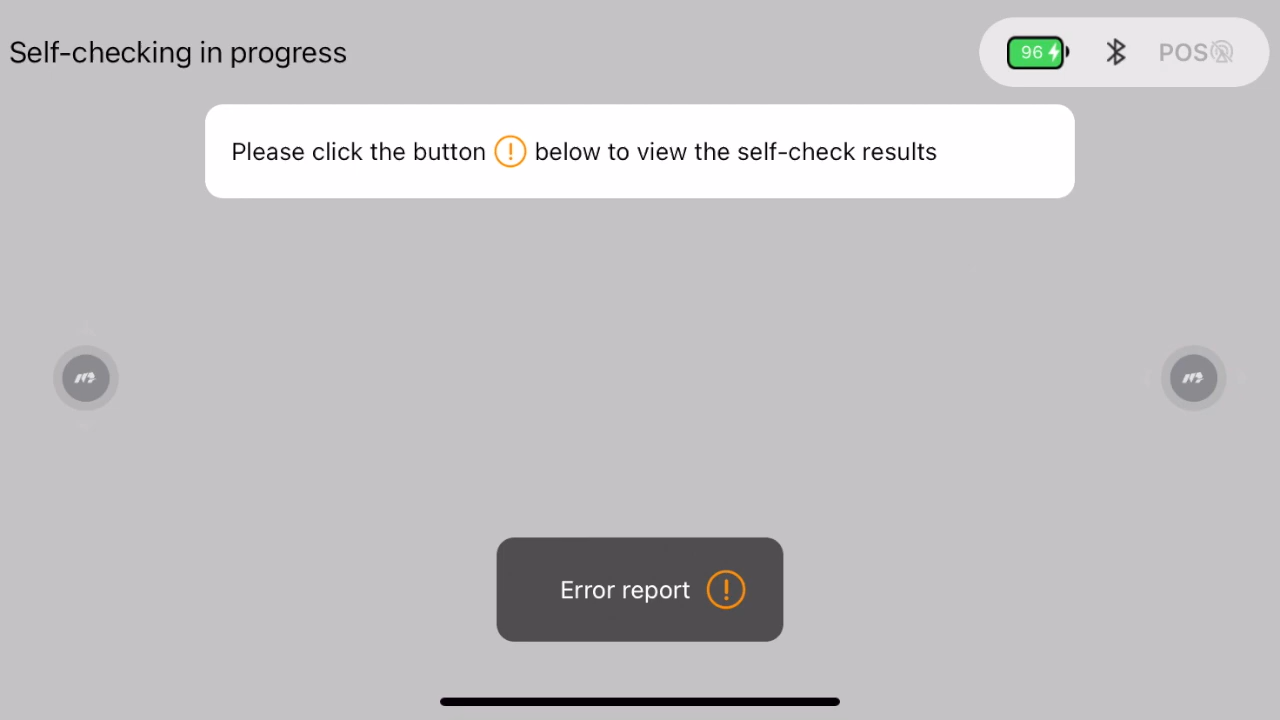 Self-checking in progress
96
POS
Please click the button ! below to view the self-check results
Error report !